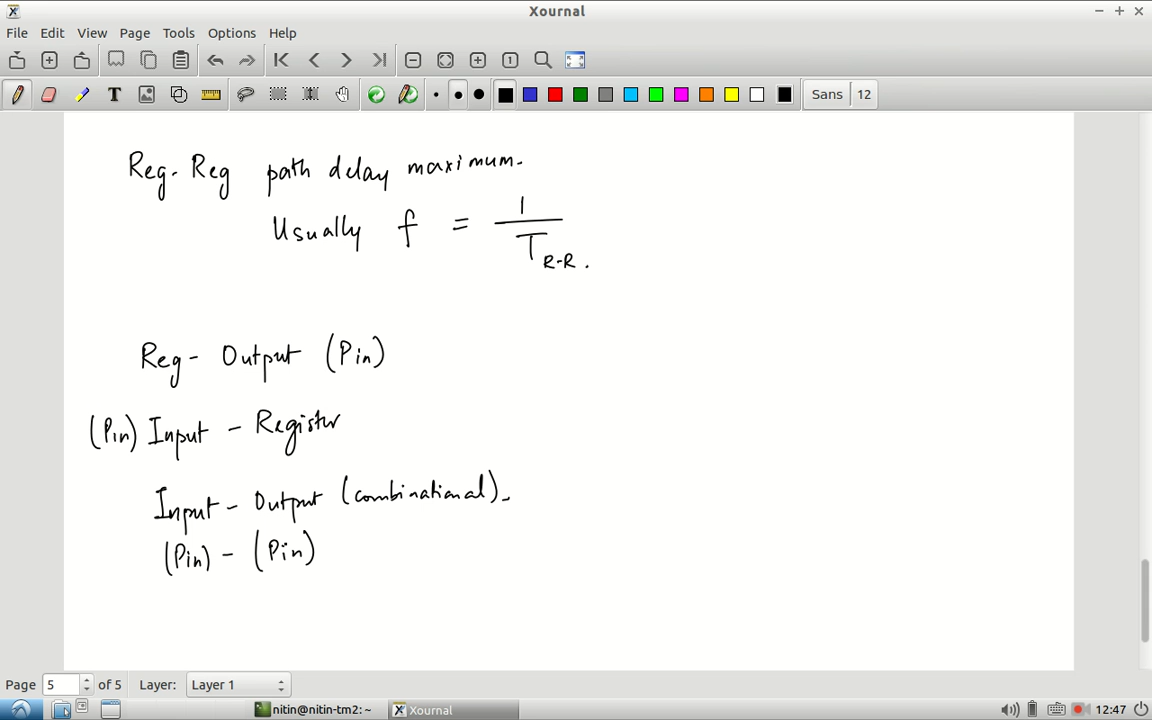 Xournal
File Edit View Page Tools Options Help
Sans 12
Reg-Reg path delay maximum.
Usually f = 1
T R-R.
Reg- Output (Pin)
(Pin) Input - Register
Input - Output (combinational).
(Pin) - (Pin)
Page 5 of 5 Layer: Layer 1
nitin@nitin-tm2: ~ Xournal 12:47